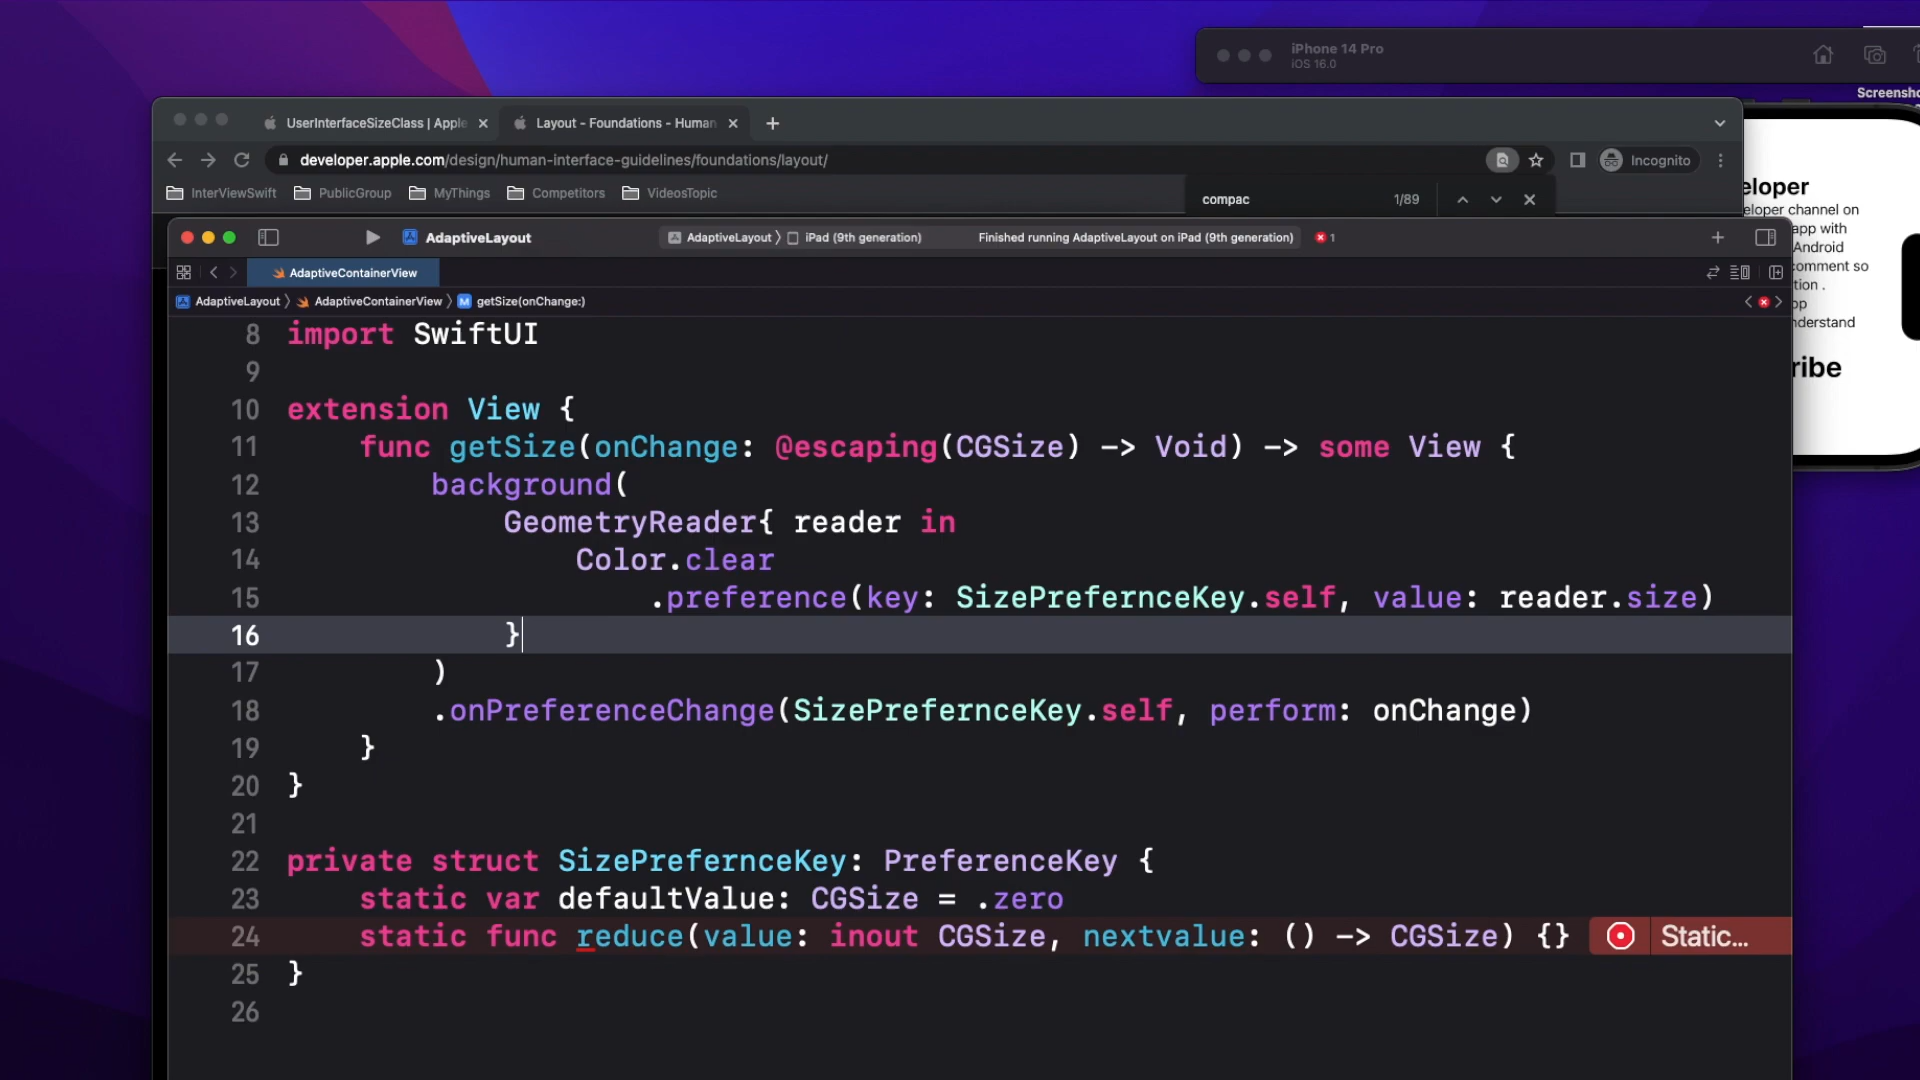 iPhone 14 Pro
iOS 16.0
UserInterfaceSizeClass | Apple
Layout - Foundations - Human
developer.apple.com/design/human-interface-guidelines/foundations/layout/
Incognito
InterViewSwift
PublicGroup
MyThings
Competitors
VideosTopic
compac
1/89
AdaptiveLayout
AdaptiveLayout
iPad (9th generation)
Finished running AdaptiveLayout on iPad (9th generation)
1
AdaptiveContainerView
AdaptiveLayout
AdaptiveContainerView
getSize(onChange:)
8 import SwiftUI
9
10 extension View {
11 func getSize(onChange: @escaping(CGSize) -> Void) -> some View {
12 background(
13 GeometryReader{ reader in
14 Color.clear
15 .preference(key: SizePrefernceKey.self, value: reader.size)
16 }
17 )
18 .onPreferenceChange(SizePrefernceKey.self, perform: onChange)
19 }
20 }
21
22 private struct SizePrefernceKey: PreferenceKey {
23 static var defaultValue: CGSize = .zero
24 static func reduce(value: inout CGSize, nextvalue: () -> CGSize) {} Static...
25 }
26
eloper
eloper channel on
app with
Android
comment so
tion .
op
nderstand
ribe